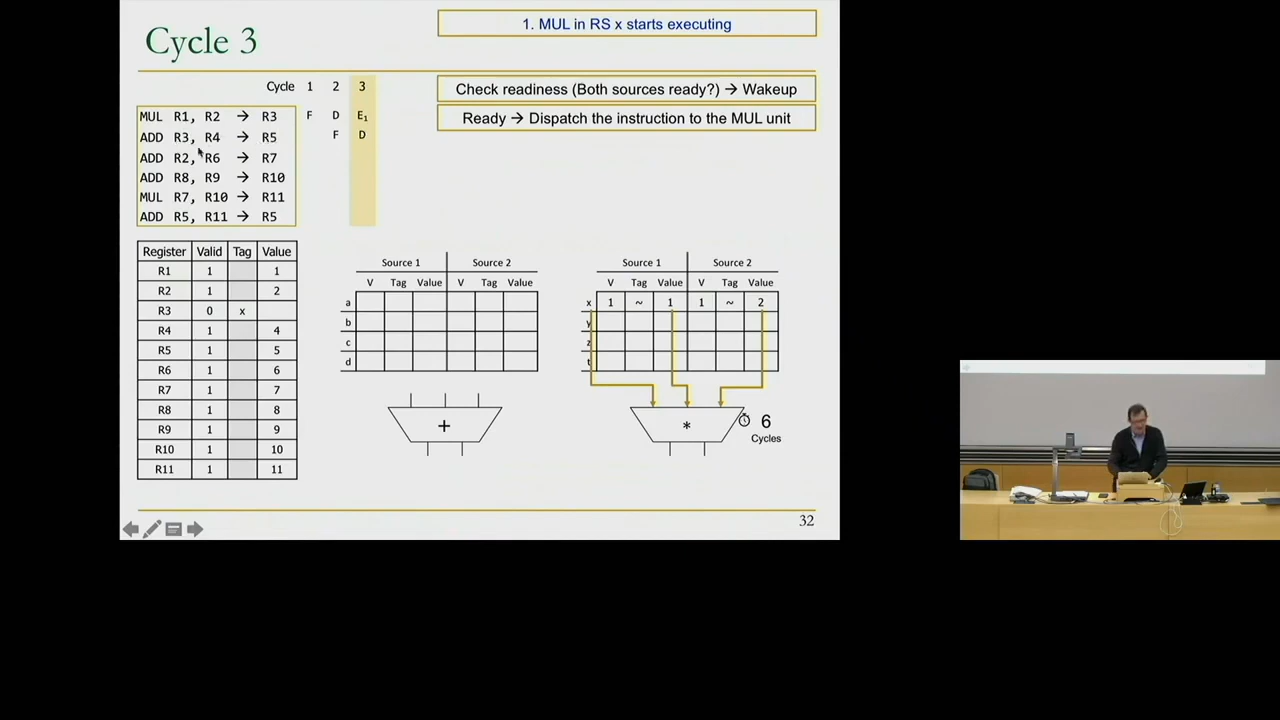 Cycle 3
1. MUL in RS x starts executing
Check readiness (Both sources ready?) → Wakeup
Ready → Dispatch the instruction to the MUL unit
Cycle 1 2 3
MUL R1, R2 → R3 F D E₁
ADD R3, R4 → R5 F D
ADD R2, R6 → R7
ADD R8, R9 → R10
MUL R7, R10 → R11
ADD R5, R11 → R5
Register Valid Tag Value
R1 1 1
R2 1 2
R3 0 x
R4 1 4
R5 1 5
R6 1 6
R7 1 7
R8 1 8
R9 1 9
R10 1 10
R11 1 11
Source 1 Source 2
V Tag Value V Tag Value
a
b
c
d
+
Source 1 Source 2
V Tag Value V Tag Value
x 1 ~ 1 1 ~ 2
y
z
t
*
6
Cycles
32